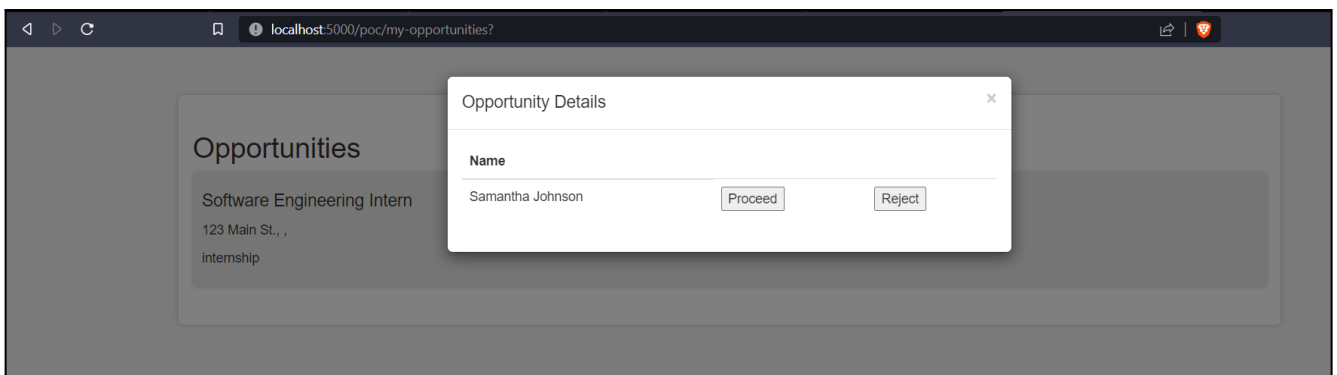 localhost:5000/poc/my-opportunities?
Opportunity Details
×
Name
Samantha Johnson Proceed Reject
Opportunities
Software Engineering Intern
123 Main St., ,
internship